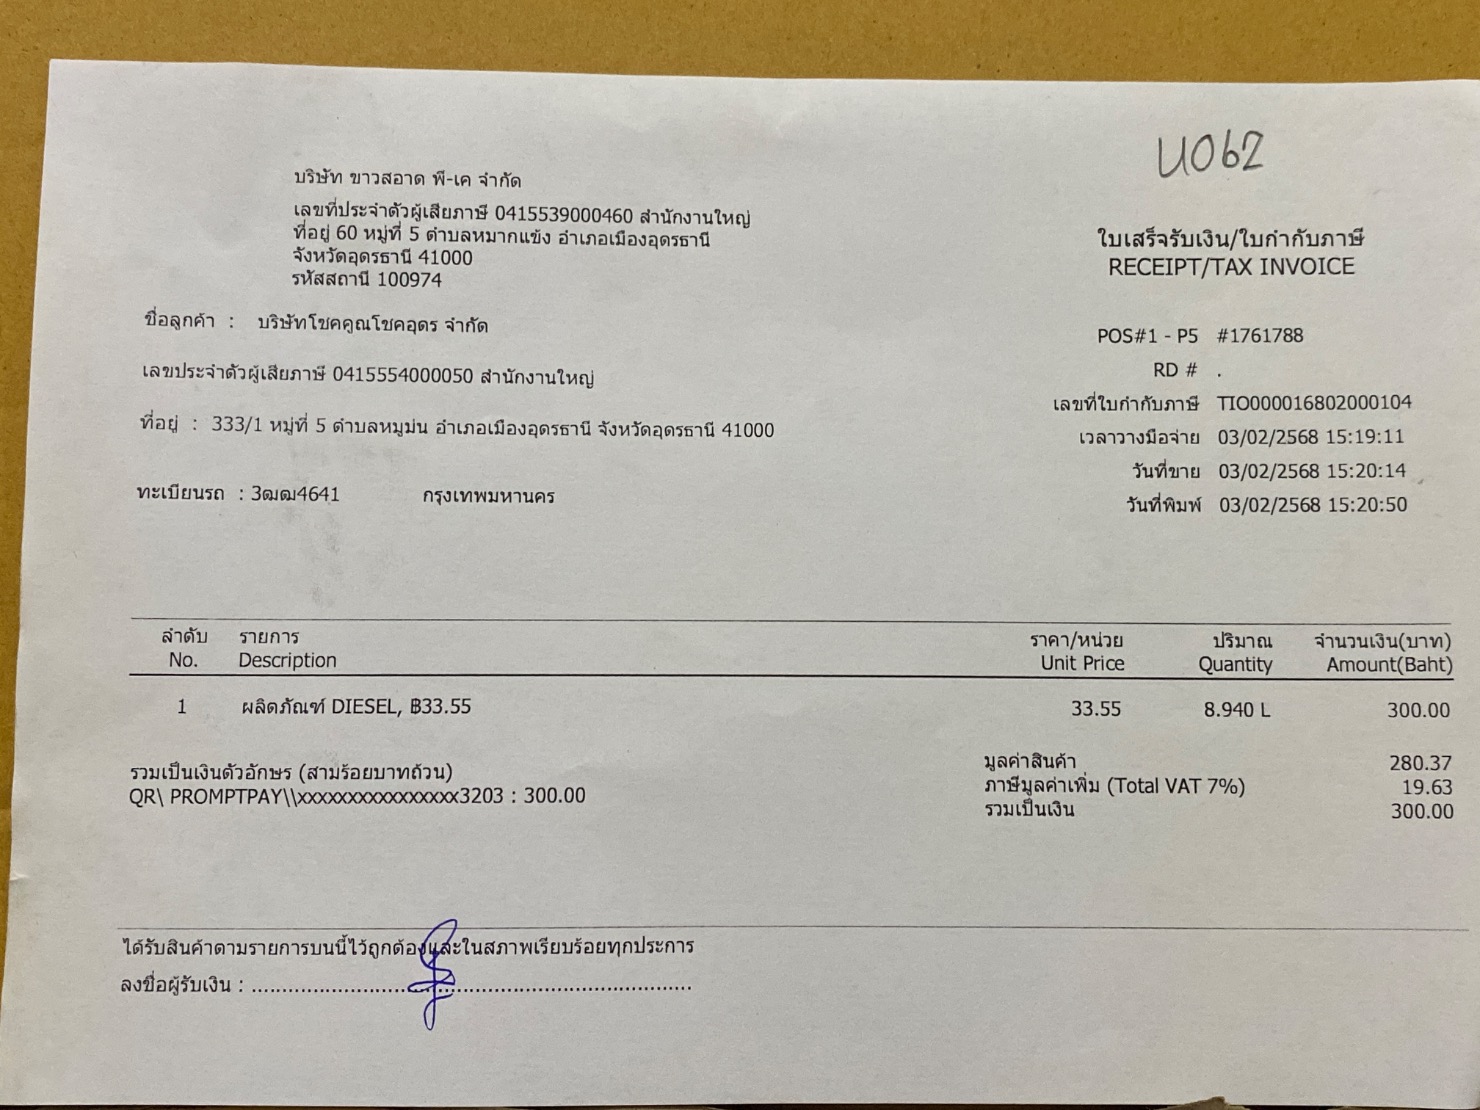 U062
บริษัท ขาวสอาด พี-เค จำกัด
เลขที่ประจำตัวผู้เสียภาษี 0415539000460 สำนักงานใหญ่
ที่อยู่ 60 หมู่ที่ 5 ตำบลหมากแข้ง อำเภอเมืองอุดรธานี
จังหวัดอุดรธานี 41000
รหัสสถานี 100974
ใบเสร็จรับเงิน/ใบกำกับภาษี
RECEIPT/TAX INVOICE
ชื่อลูกค้า : บริษัทโชคคูณโชคอุดร จำกัด
เลขประจำตัวผู้เสียภาษี 0415554000050 สำนักงานใหญ่
ที่อยู่ : 333/1 หมู่ที่ 5 ตำบลหมูม่น อำเภอเมืองอุดรธานี จังหวัดอุดรธานี 41000
ทะเบียนรถ : 3ฒฒ4641 กรุงเทพมหานคร
POS#1 - P5 #1761788
RD # .
เลขที่ใบกำกับภาษี TIO000016802000104
เวลาวางมือจ่าย 03/02/2568 15:19:11
วันที่ขาย 03/02/2568 15:20:14
วันที่พิมพ์ 03/02/2568 15:20:50
ลำดับ รายการ ราคา/หน่วย ปริมาณ จำนวนเงิน(บาท)
No. Description Unit Price Quantity Amount(Baht)
1 ผลิตภัณฑ์ DIESEL, ฿33.55 33.55 8.940 L 300.00
รวมเป็นเงินตัวอักษร (สามร้อยบาทถ้วน)
QR\ PROMPTPAY\\xxxxxxxxxxxxxxxx3203 : 300.00
มูลค่าสินค้า 280.37
ภาษีมูลค่าเพิ่ม (Total VAT 7%) 19.63
รวมเป็นเงิน 300.00
ได้รับสินค้าตามรายการบนนี้ไว้ถูกต้องและในสภาพเรียบร้อยทุกประการ
ลงชื่อผู้รับเงิน :